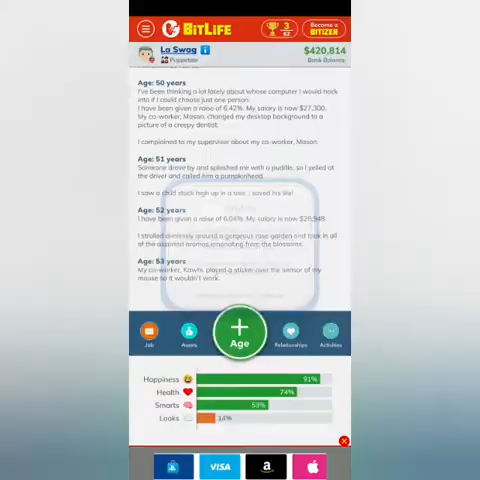 BitLife
3
62
Become a
BITIZEN
La Swag i
Puppeteer
$420,814
Bank Balance
Age: 50 years
I've been thinking a lot lately about whose computer I would hack
into if I could choose just one person.
I have been given a raise of 6.42%. My salary is now $27,300.
My co-worker, Mason, changed my desktop background to a
picture of a creepy dentist.
I complained to my supervisor about my co-worker, Mason.
Age: 51 years
Someone drove by and splashed me with a puddle, so I yelled at
the driver and called him a pumpkinhead.
I saw a child stuck high up in a tree. I saved his life!
Age: 52 years
I have been given a raise of 6.04%. My salary is now $28,948.
I strolled aimlessly around a gorgeous rose garden and took in all
of the assorted aromas emanating from the blossoms.
Age: 53 years
My co-worker, placed a sticker over the sensor of my
mouse so it wouldn't work.
+
Age
Job
Assets
Relationships
Activities
Happiness 91%
Health 74%
Smarts 53%
Looks 14%
VISA
a